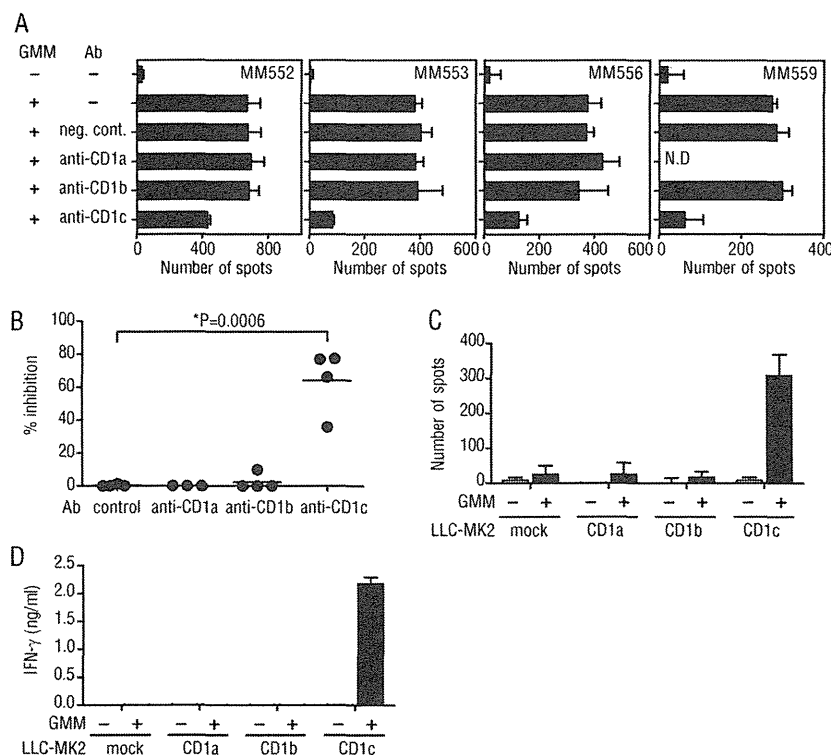 A
GMM Ab
MM552 MM553 MM556 MM559
− −
+ −
+ neg. cont.
+ anti-CD1a N.D
+ anti-CD1b
+ anti-CD1c
0 400 800 0 200 400 600 0 200 400 600 0 200 400
Number of spots Number of spots Number of spots Number of spots
B
*P=0.0006
% inhibition
100
80
60
40
20
0
Ab control anti-CD1a anti-CD1b anti-CD1c
C
Number of spots
400
300
200
100
0
GMM − + − + − + − +
LLC-MK2 mock CD1a CD1b CD1c
D
IFN-γ (ng/ml)
2.5
2.0
1.5
1.0
0.5
0.0
GMM − + − + − + − +
LLC-MK2 mock CD1a CD1b CD1c